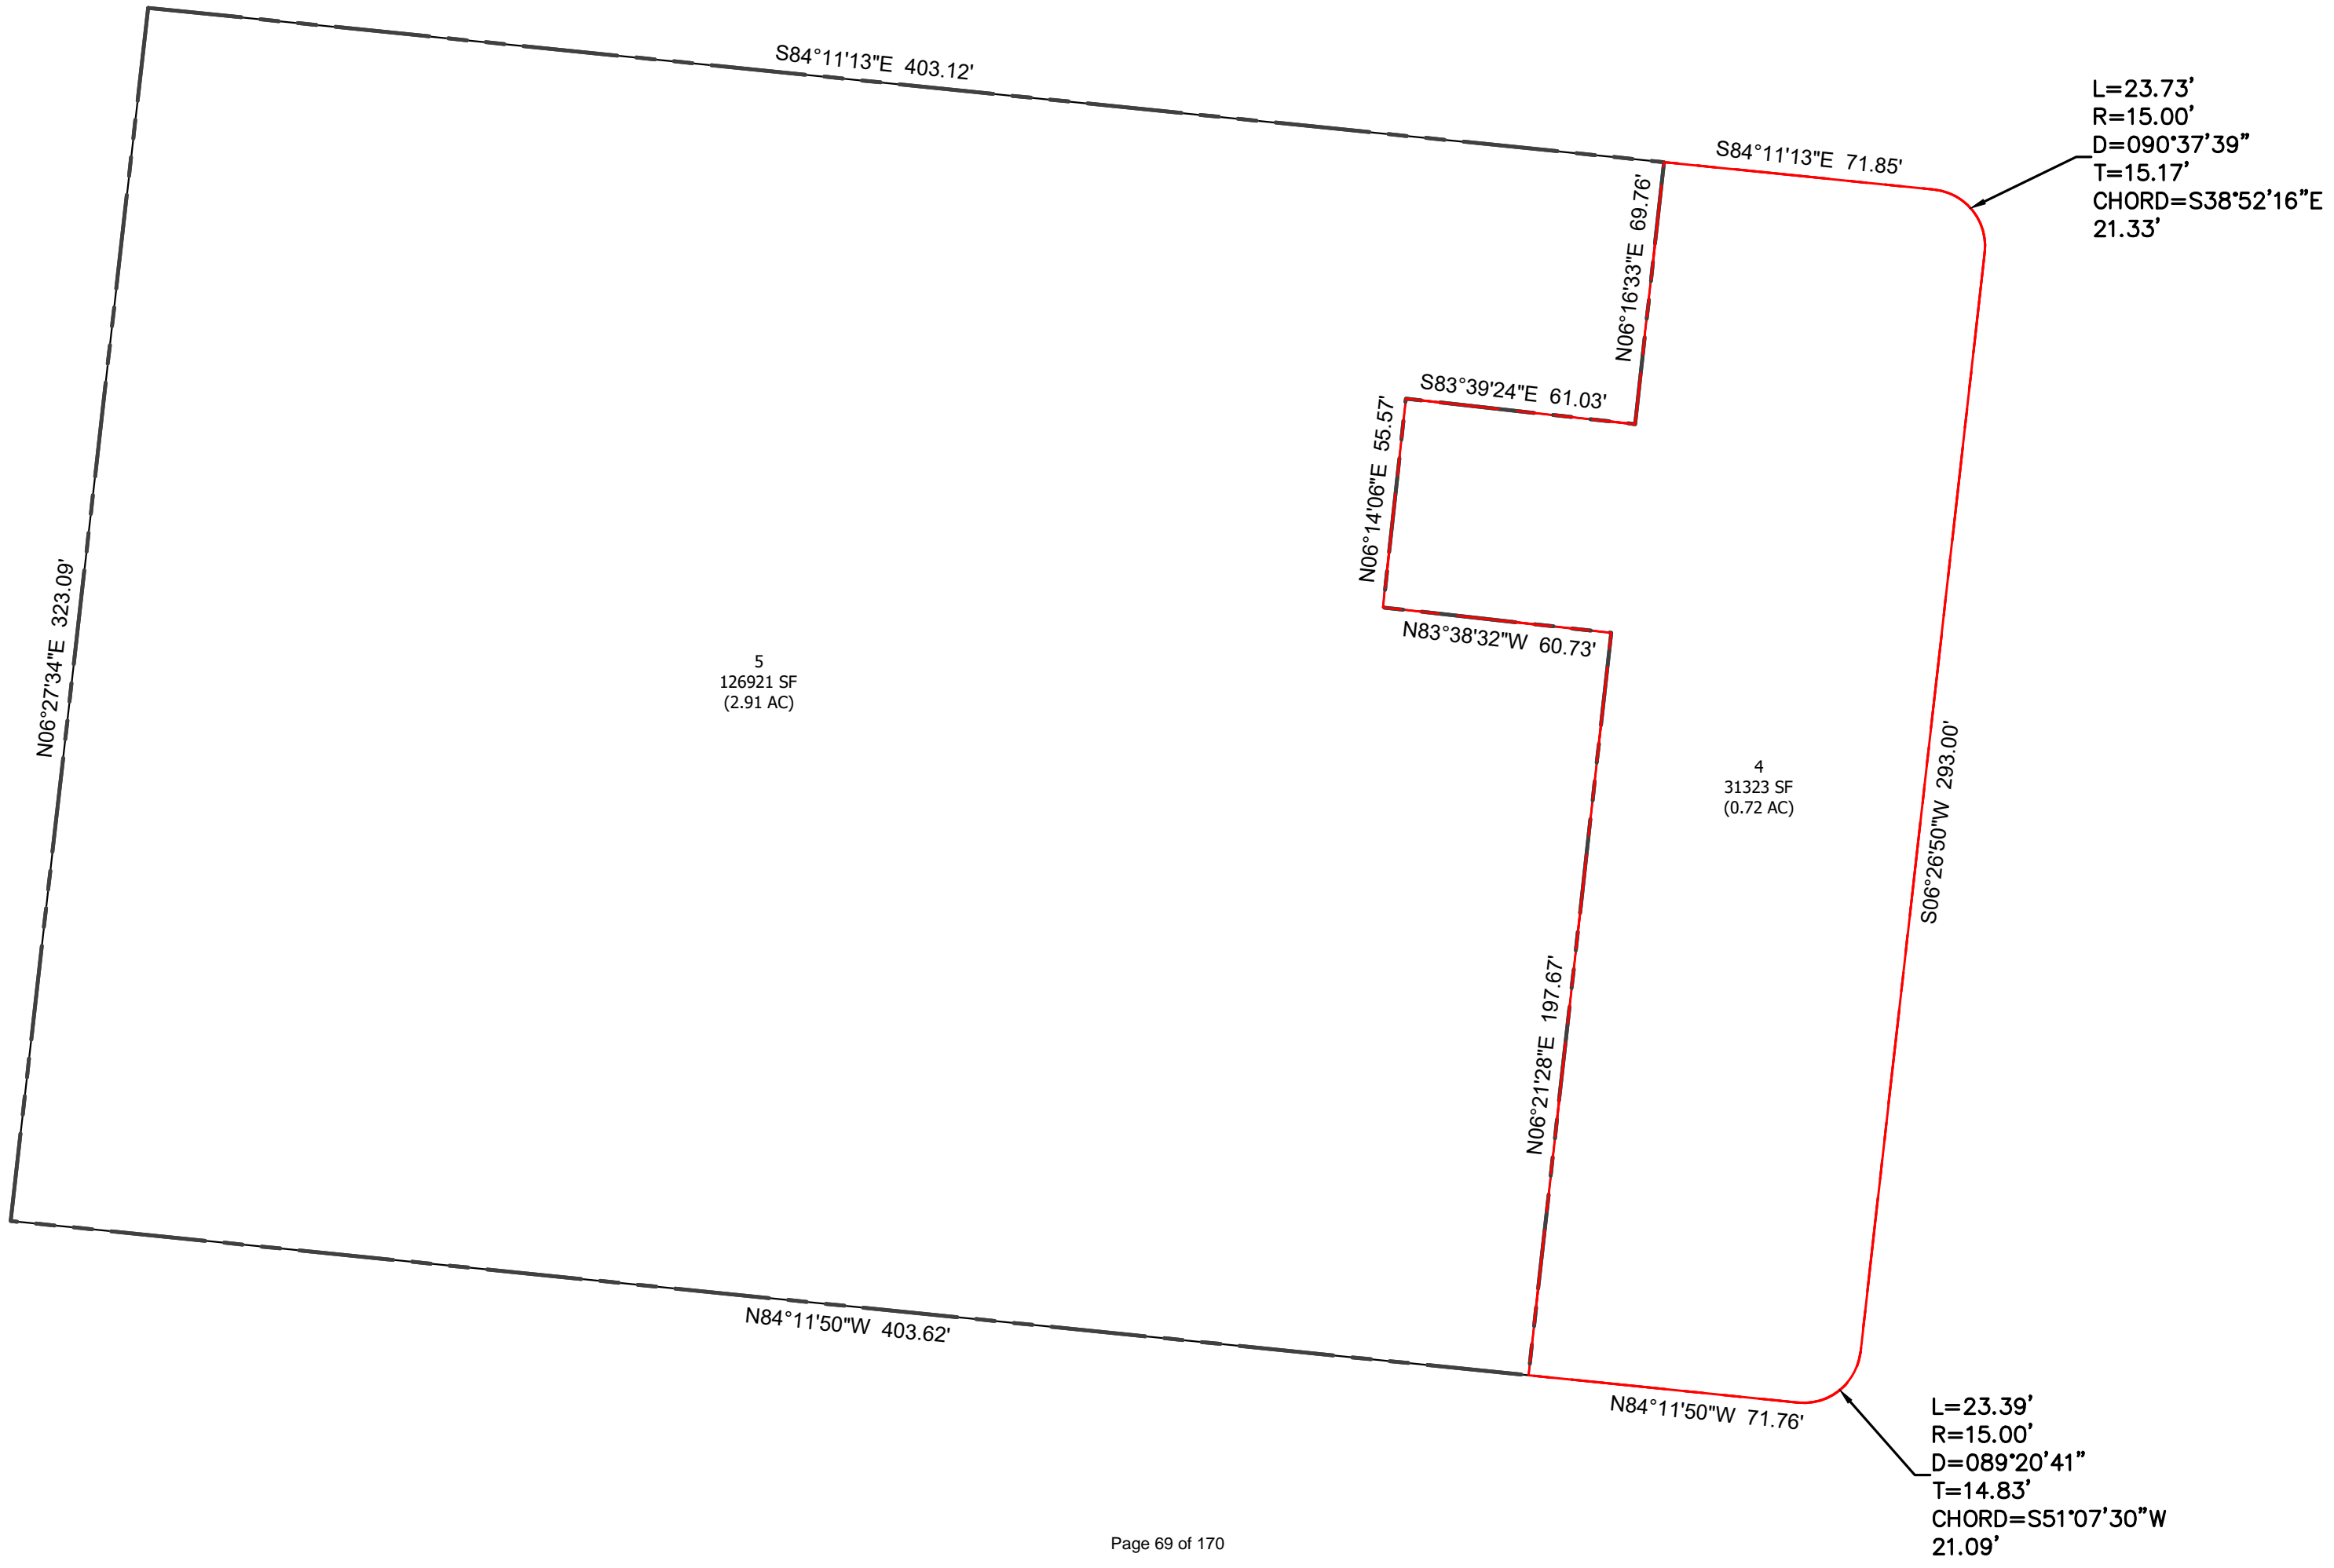 S84°11'13"E 403.12'
L=23.73'
R=15.00'
D=090°37'39"
T=15.17'
CHORD=S38°52'16"E
21.33'
S84°11'13"E 71.85'
N06°16'33"E 69.76'
S83°39'24"E 61.03'
N06°14'06"E 55.57'
N83°38'32"W 60.73'
N06°27'34"E 323.09'
5
126921 SF
(2.91 AC)
4
31323 SF
(0.72 AC)
S06°26'50"W 293.00'
N06°21'28"E 197.67'
N84°11'50"W 403.62'
N84°11'50"W 71.76'
L=23.39'
R=15.00'
D=089°20'41"
T=14.83'
CHORD=S51°07'30"W
21.09'
Page 69 of 170